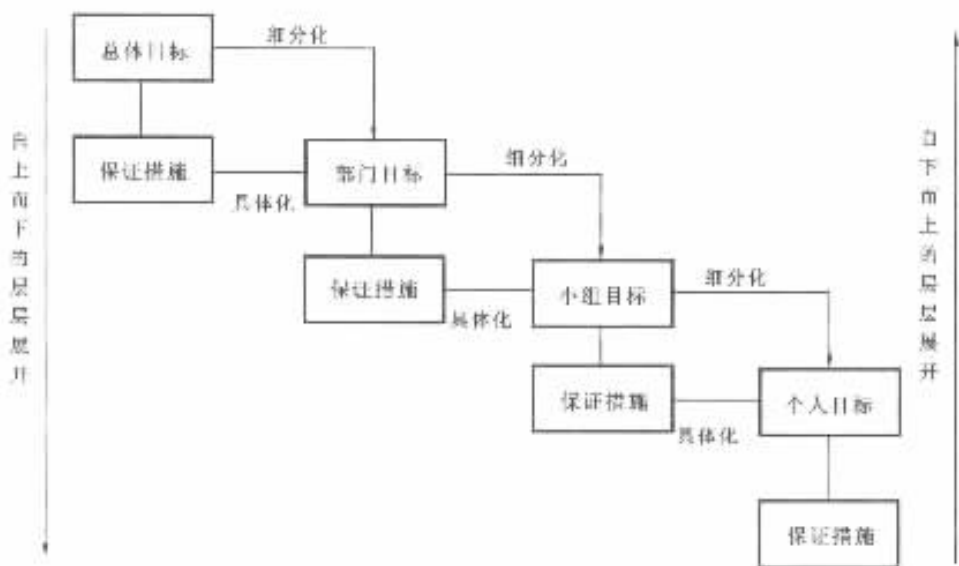 总体目标
细分化
保证措施
具体化
部门目标
细分化
保证措施
具体化
小组目标
细分化
保证措施
具体化
个人目标
保证措施
自上而下的层层展开
自下而上的层层展开